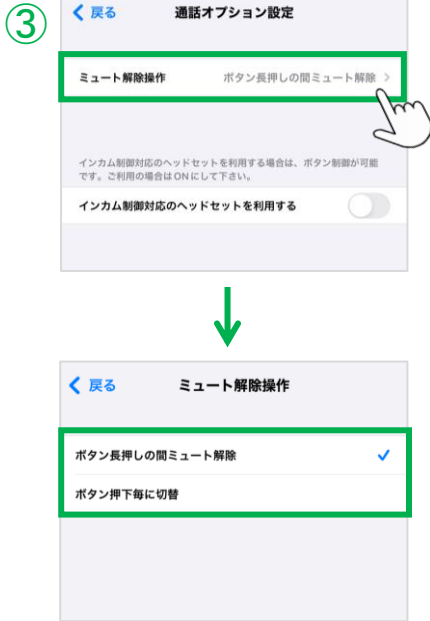 ③
戻る 通話オプション設定
ミュート解除操作 ボタン長押しの間ミュート解除
インカム制御対応のヘッドセットを利用する場合は、ボタン制御が可能
です。ご利用の場合はONにして下さい。
インカム制御対応のヘッドセットを利用する
戻る ミュート解除操作
ボタン長押しの間ミュート解除
ボタン押下毎に切替